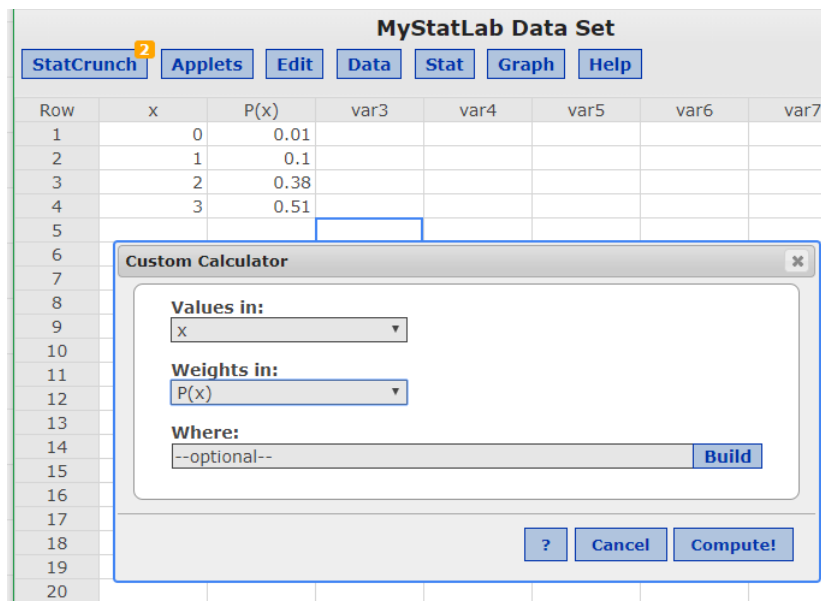 MyStatLab Data Set
StatCrunch 2 Applets Edit Data Stat Graph Help
Row x P(x) var3 var4 var5 var6 var7
1 0 0.01
2 1 0.1
3 2 0.38
4 3 0.51
5
6
7
8
9
10
11
12
13
14
15
16
17
18
19
20
Custom Calculator
Values in:
x
Weights in:
P(x)
Where:
--optional-- Build
? Cancel Compute!